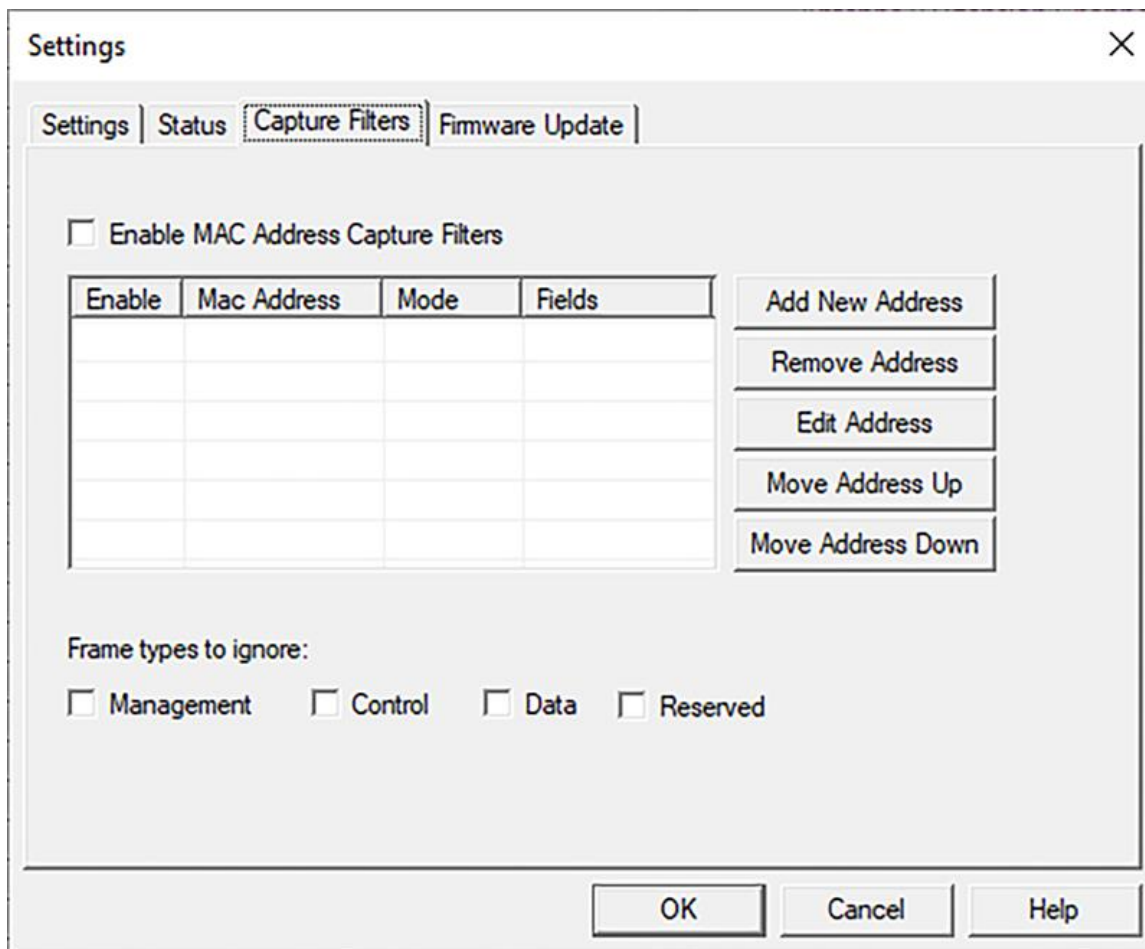 Settings
Settings Status Capture Filters Firmware Update
Enable MAC Address Capture Filters
Enable Mac Address Mode Fields
Add New Address
Remove Address
Edit Address
Move Address Up
Move Address Down
Frame types to ignore:
Management Control Data Reserved
OK Cancel Help